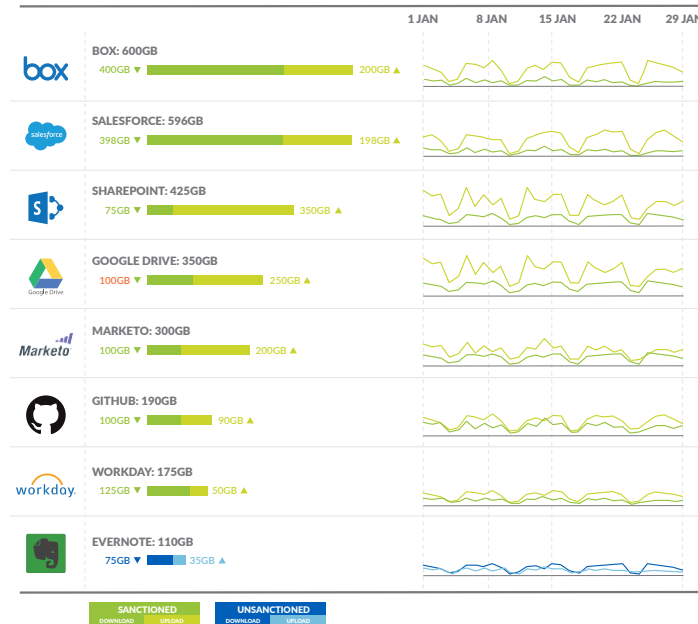 1 JAN 8 JAN 15 JAN 22 JAN 29 JAN
box
BOX: 600GB
400GB ▼ 200GB ▲
salesforce
SALESFORCE: 596GB
398GB ▼ 198GB ▲
S
SHAREPOINT: 425GB
75GB ▼ 350GB ▲
Google Drive
GOOGLE DRIVE: 350GB
100GB ▼ 250GB ▲
Marketo
MARKETO: 300GB
100GB ▼ 200GB ▲
GITHUB: 190GB
100GB ▼ 90GB ▲
workday.
WORKDAY: 175GB
125GB ▼ 50GB ▲
EVERNOTE: 110GB
75GB ▼ 35GB ▲
SANCTIONED UNSANCTIONED
DOWNLOAD UPLOAD DOWNLOAD UPLOAD